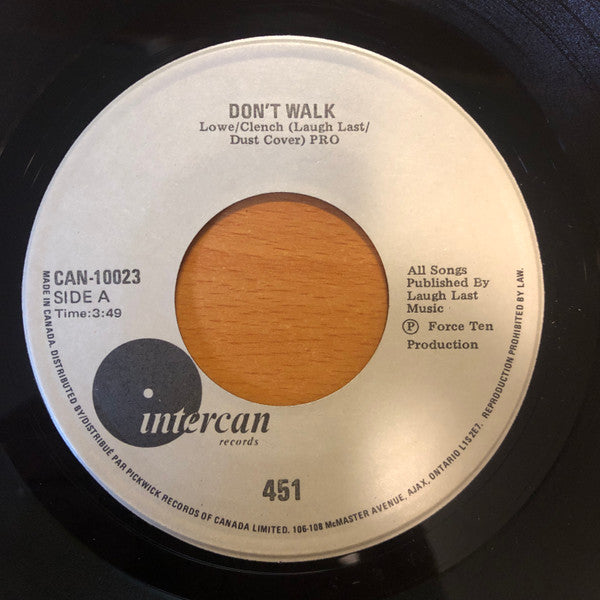 DON'T WALK
Lowe/Clench (Laugh Last/
Dust Cover) PRO
CAN-10023
SIDE A
Time:3:49
All Songs
Published By
Laugh Last
Music
Ⓟ Force Ten
Production
intercan
records
451
MADE IN CANADA. DISTRIBUTED BY/DISTRIBUÉ PAR PICKWICK RECORDS OF CANADA LIMITED. 106-108 McMASTER AVENUE, AJAX, ONTARIO L1S2E7. REPRODUCTION PROHIBITED BY LAW.